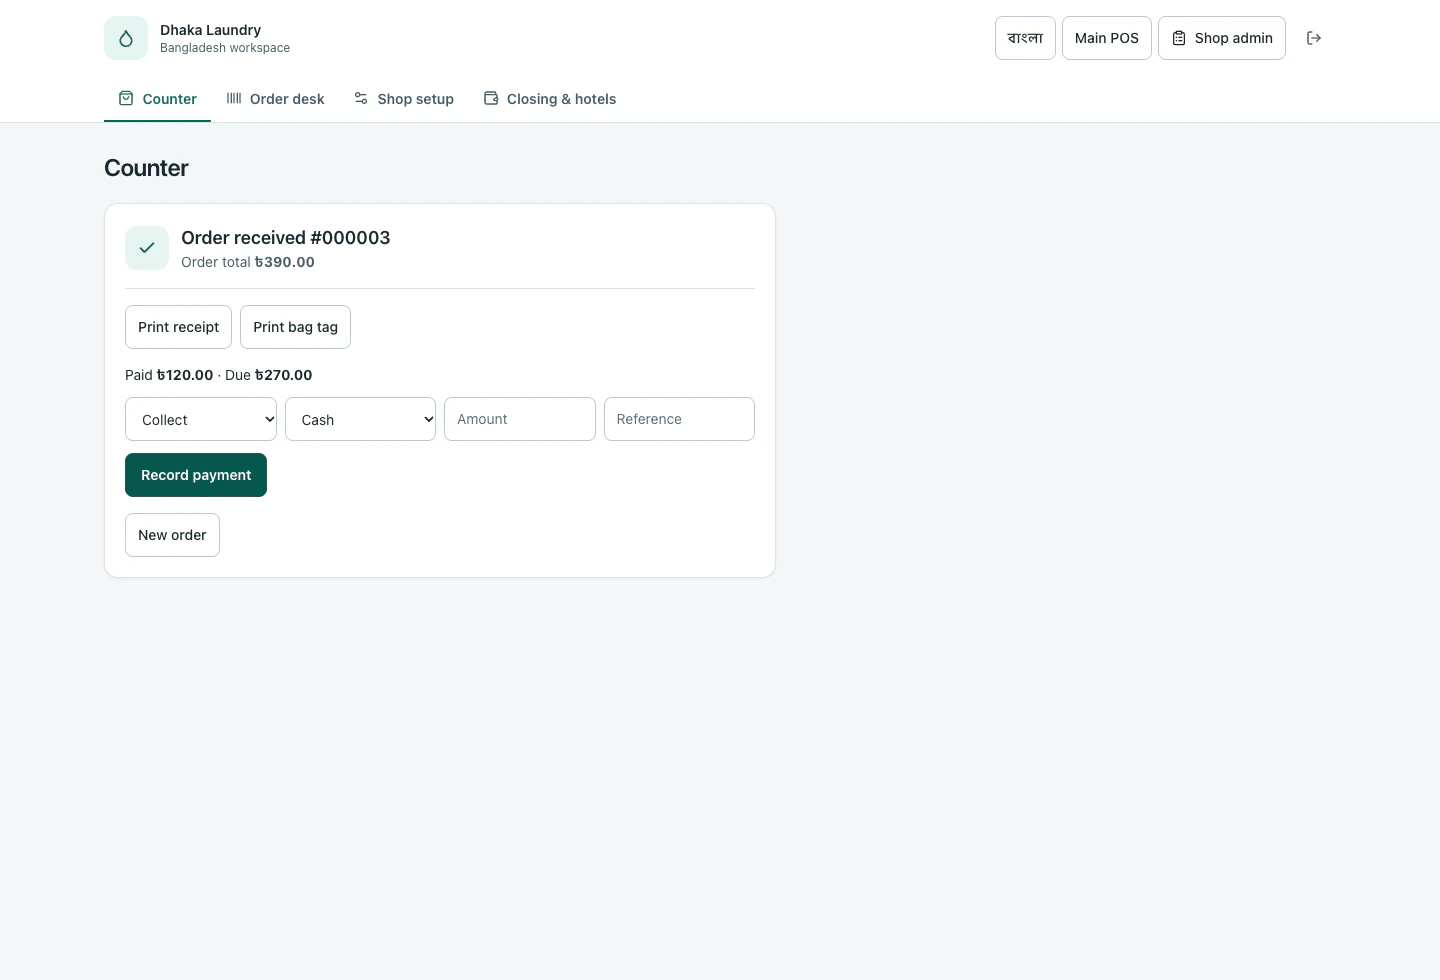 Dhaka Laundry
Bangladesh workspace
বাংলা
Main POS
Shop admin
Counter
Order desk
Shop setup
Closing & hotels
Counter
Order received #000003
Order total ৳390.00
Print receipt
Print bag tag
Paid ৳120.00 · Due ৳270.00
Collect
Cash
Amount
Reference
Record payment
New order